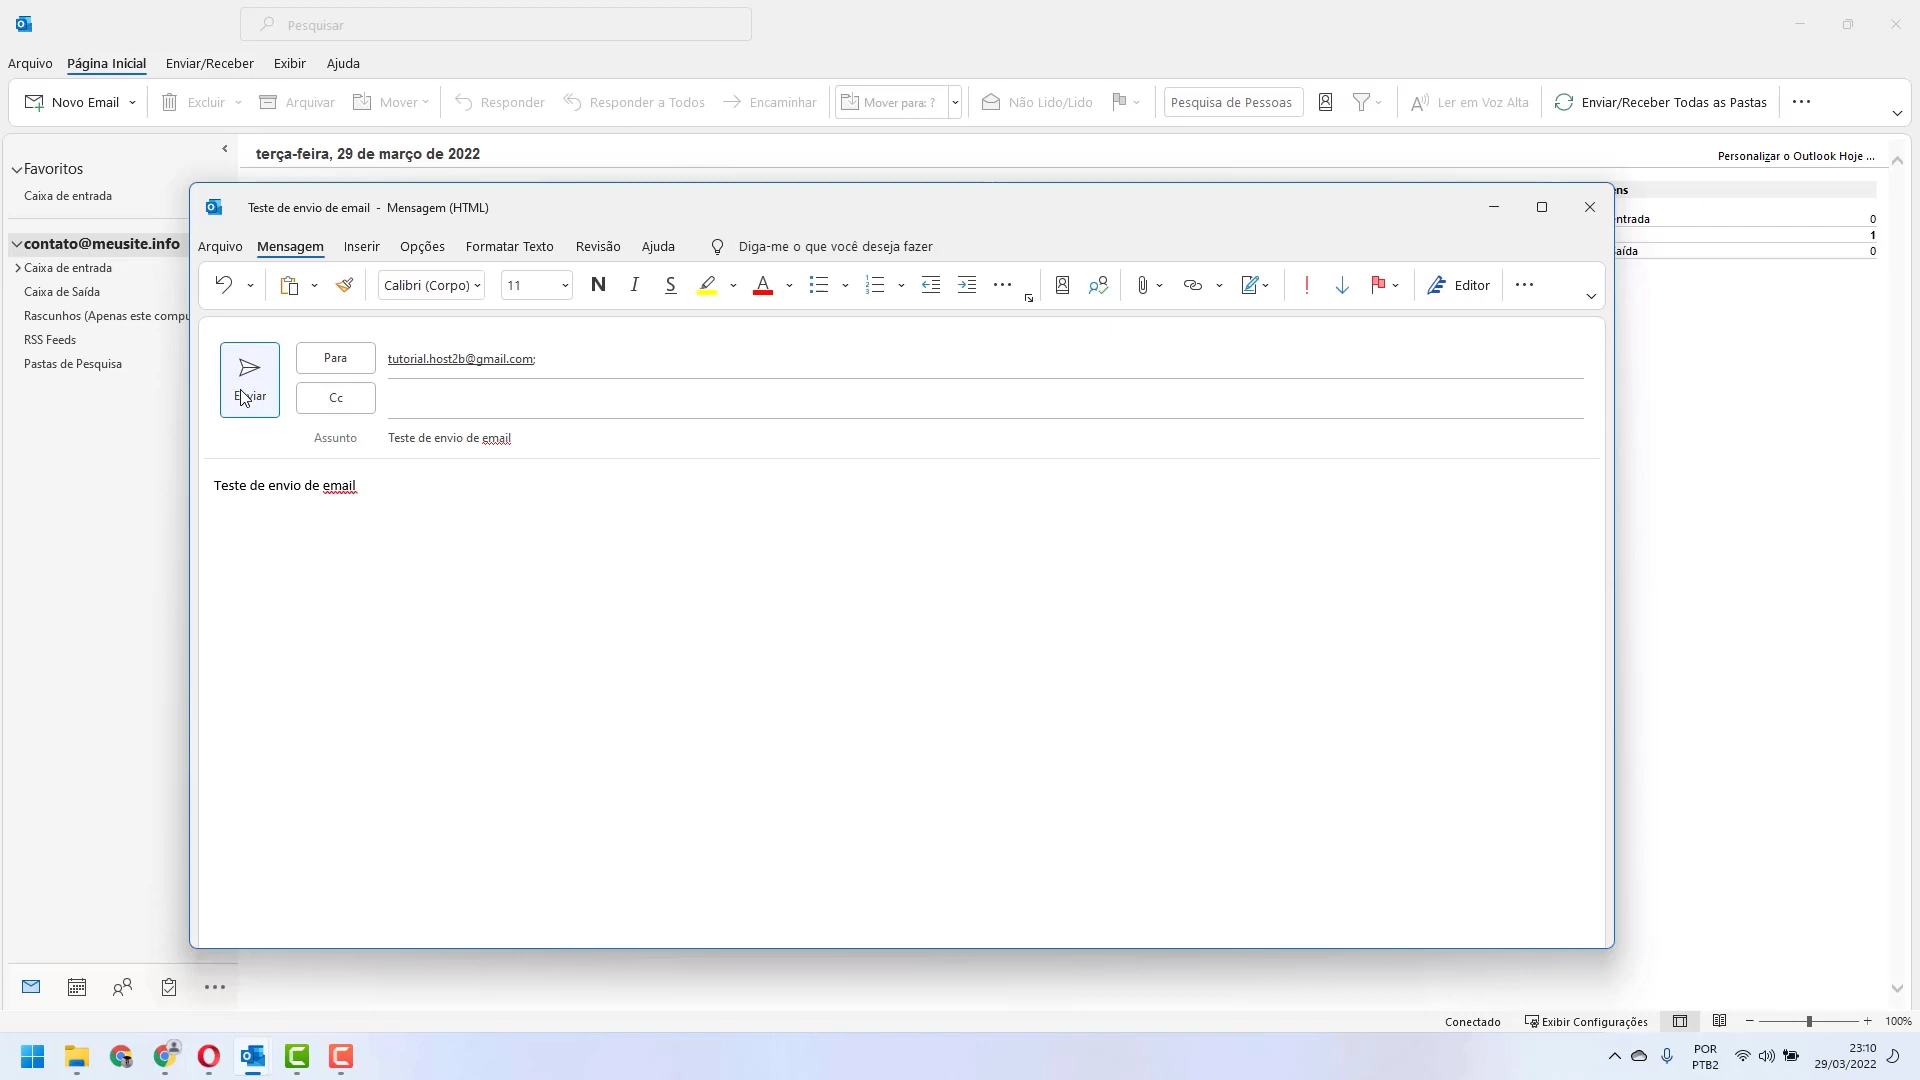 Pesquisar
Arquivo Página Inicial Enviar/Receber Exibir Ajuda
Novo Email Excluir Arquivar Mover Responder Responder a Todos Encaminhar Mover para: ? Não Lido/Lido Pesquisa de Pessoas Ler em Voz Alta Enviar/Receber Todas as Pastas
Favoritos
Caixa de entrada
contato@meusite.info
Caixa de entrada
Caixa de Saída
Rascunhos (Apenas este compu
RSS Feeds
Pastas de Pesquisa
terça-feira, 29 de março de 2022
Personalizar o Outlook Hoje ...
ens
entrada 0
1
aída 0
Teste de envio de email - Mensagem (HTML)
Arquivo Mensagem Inserir Opções Formatar Texto Revisão Ajuda Diga-me o que você deseja fazer
Calibri (Corpo) 11 N I S A Editor
Enviar
Para tutorial.host2b@gmail.com;
Cc
Assunto Teste de envio de email
Teste de envio de email
Conectado Exibir Configurações 100%
POR
PTB2
23:10
29/03/2022